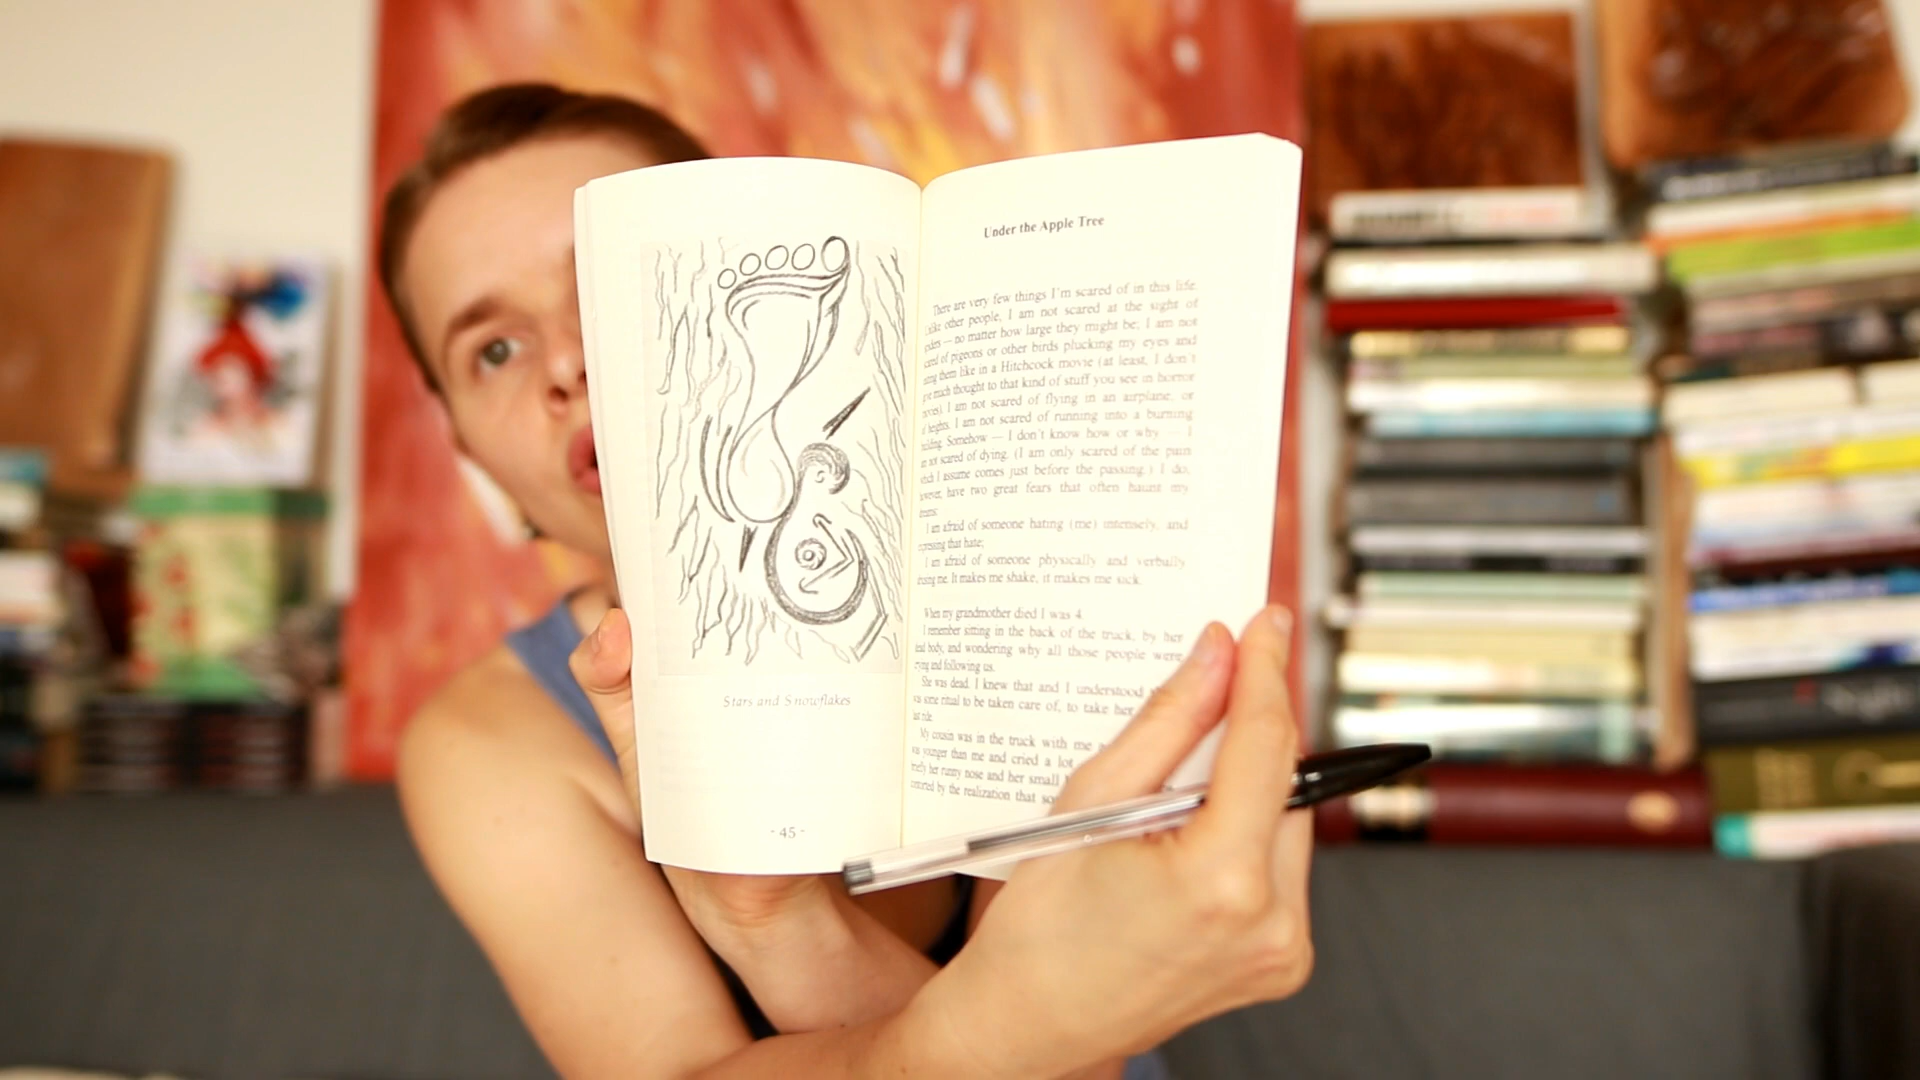 Stars and Snowflakes
- 45 -
Under the Apple Tree
There are very few things I'm scared of in this life.
other people, I am not scared at the sight of
— no matter how large they might be; I am not
of pigeons or other birds plucking my eyes and
them like in a Hitchcock movie (at least, I don't
much thought to that kind of stuff you see in horror
I am not scared of flying in an airplane, or
heights. I am not scared of running into a burning
building. Somehow — I don't know how or why — I
not scared of dying. (I am only scared of the pain
which I assume comes just before the passing.) I do,
however, have two great fears that often haunt my
dreams:
I am afraid of someone hating (me) intensely, and
expressing that hate;
I am afraid of someone physically and verbally
me. It makes me shake, it makes me sick.
When my grandmother died I was 4.
I remember sitting in the back of the truck, by her
body, and wondering why all those people were
crying and following us.
She was dead. I knew that and I understood
was some ritual to be taken care of, to take her
ride.
My cousin was in the truck with me
was younger than me and cried a lot
her runny nose and her small
by the realization that